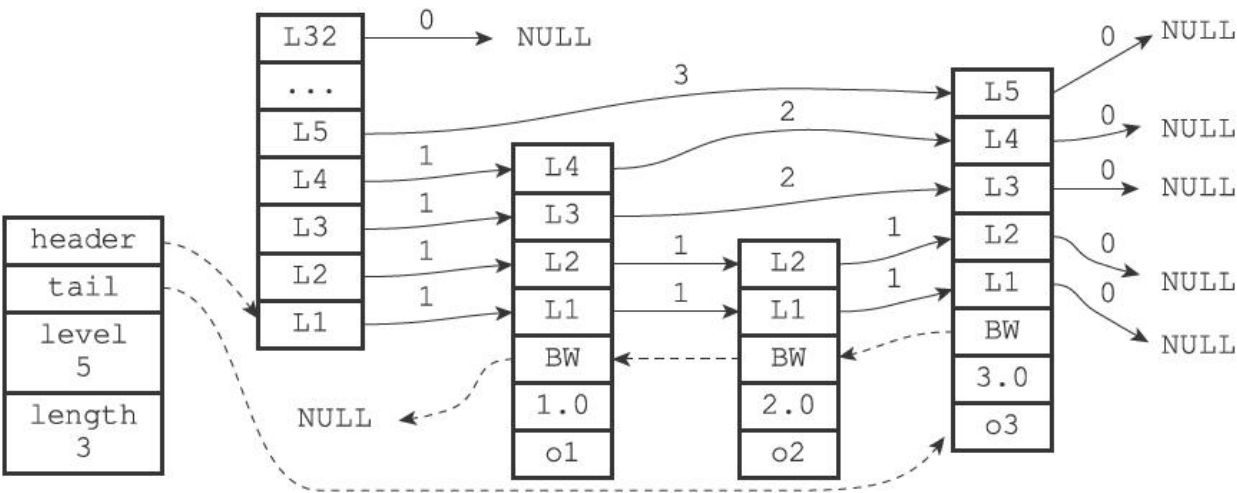 header
tail
level
5
length
3
L32
...
L5
L4
L3
L2
L1
0
NULL
3
1
1
1
1
L4
L3
L2
L1
BW
1.0
o1
NULL
2
2
1
1
L2
L1
BW
2.0
o2
1
1
L5
L4
L3
L2
L1
BW
3.0
o3
0
NULL
0
NULL
0
NULL
0
NULL
0
NULL